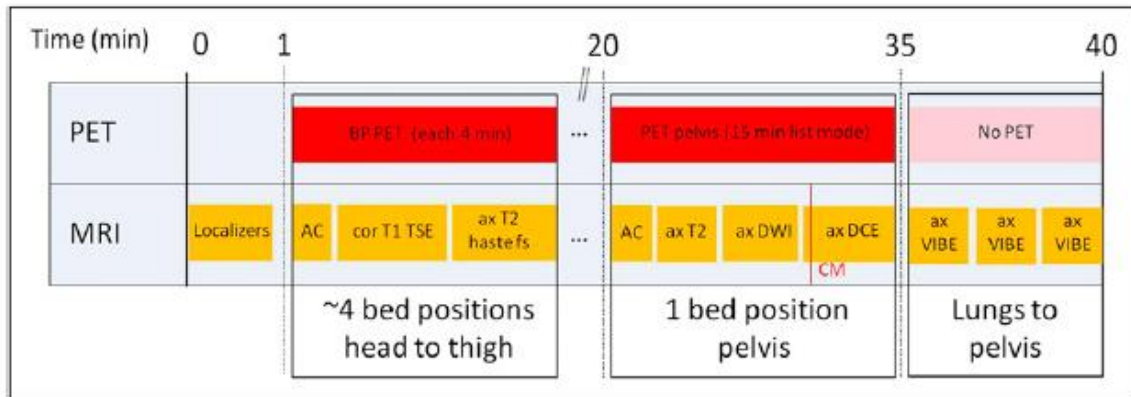 Time (min) 0 1 20 35 40
//
PET
BP PET (each 4 min)
...
PET pelvis (15 min list mode)
No PET
MRI
Localizers
AC
cor T1 TSE
ax T2
haste fs
...
AC
ax T2
ax DWI
ax DCE
CM
ax
VIBE
ax
VIBE
ax
VIBE
~4 bed positions
head to thigh
1 bed position
pelvis
Lungs to
pelvis